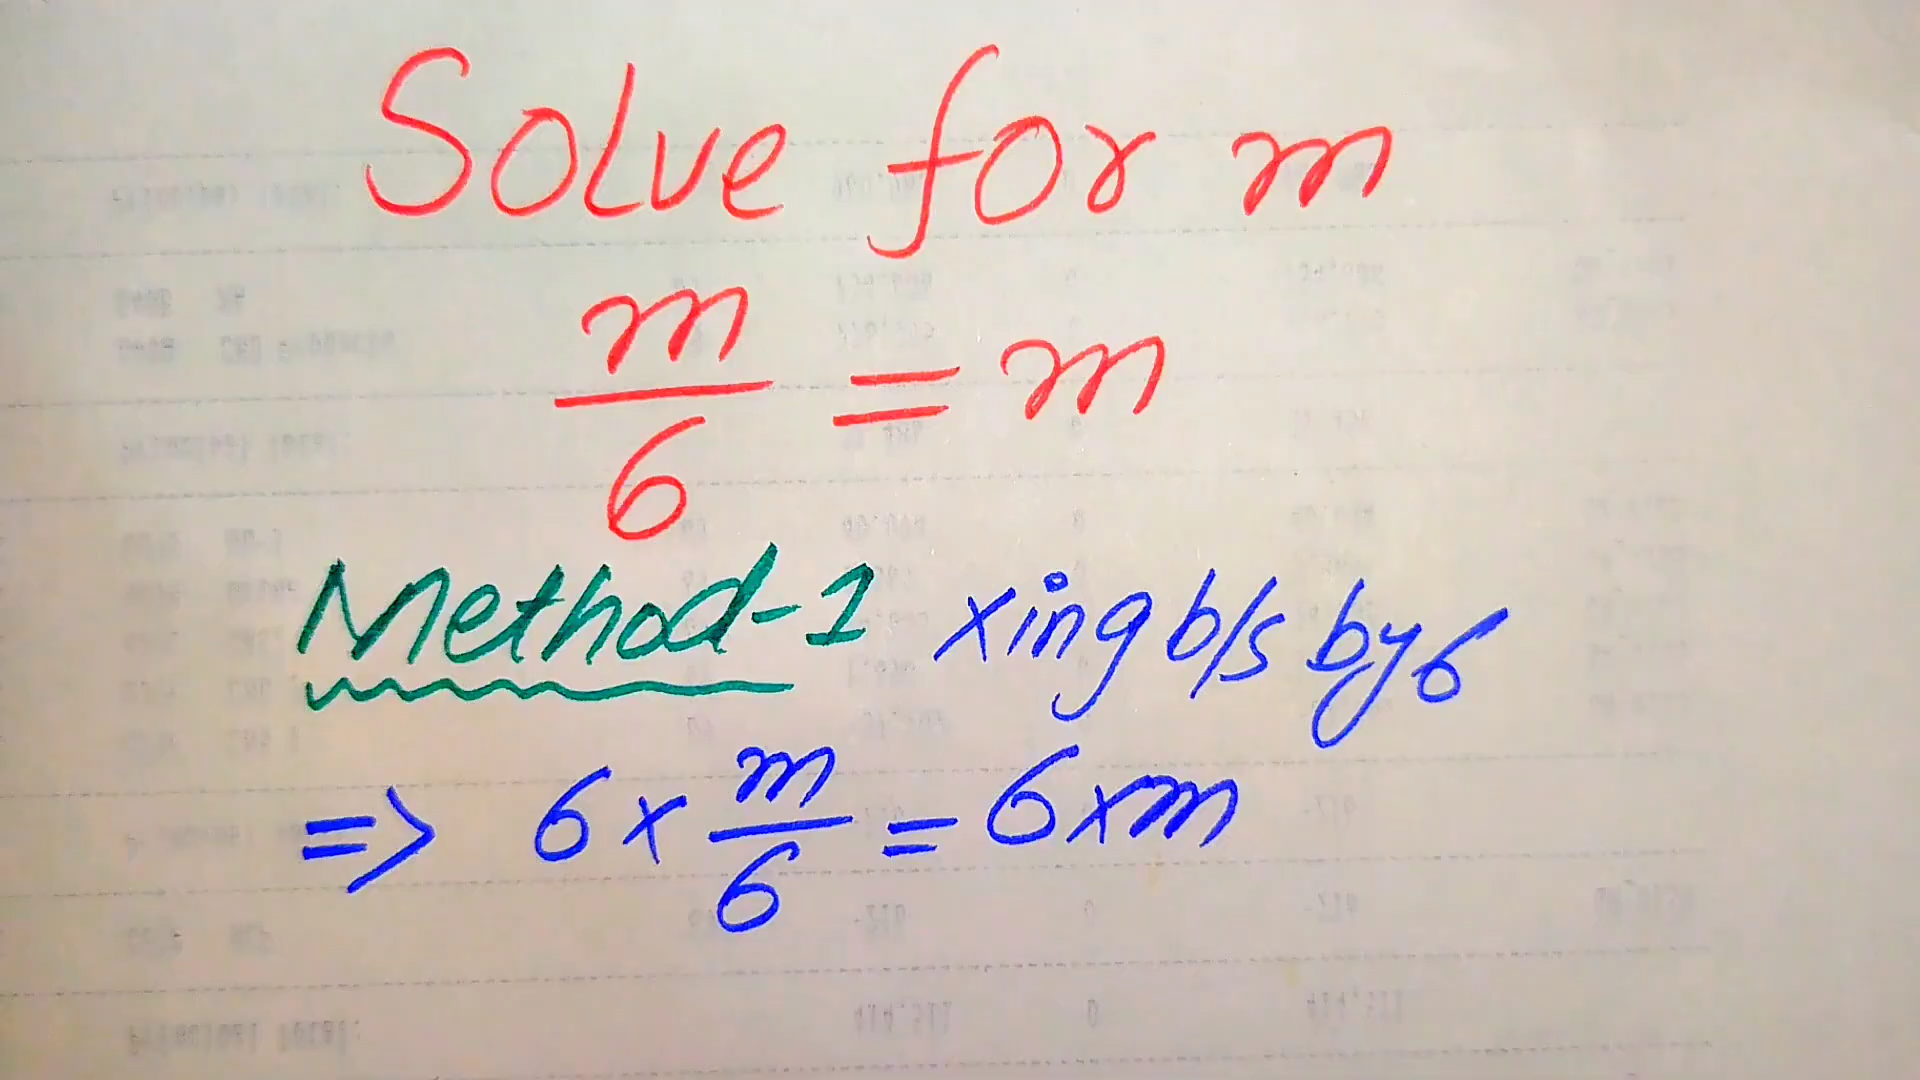 Solve for m
m/6 = m
Method-1 xing b/s by 6
=> 6 x m/6 = 6 x m